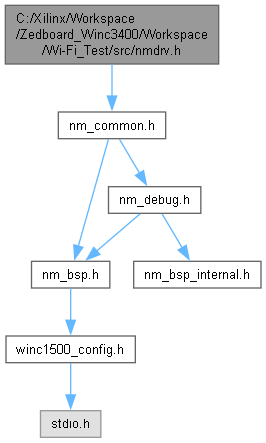 C:/Xilinx/Workspace
/Zedboard_Winc3400/Workspace
/Wi-Fi_Test/src/nmdrv.h
nm_common.h
nm_debug.h
nm_bsp.h
nm_bsp_internal.h
winc1500_config.h
stdio.h